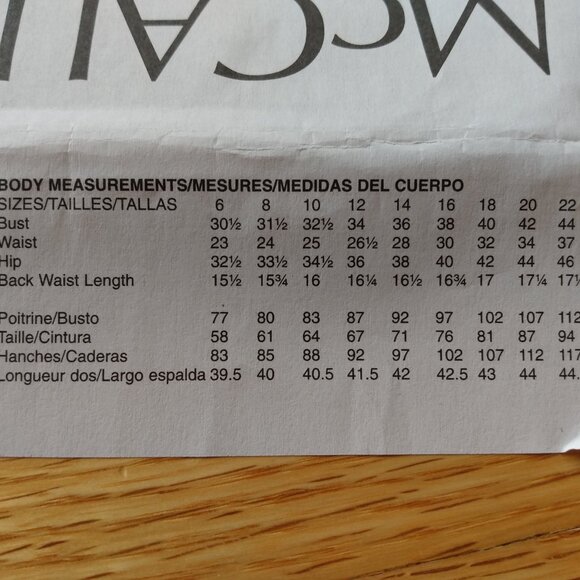 McCALL
BODY MEASUREMENTS/MESURES/MEDIDAS DEL CUERPO
SIZES/TAILLES/TALLAS 6 8 10 12 14 16 18 20 22
Bust 30½ 31½ 32½ 34 36 38 40 42 44
Waist 23 24 25 26½ 28 30 32 34 37
Hip 32½ 33½ 34½ 36 38 40 42 44 46
Back Waist Length 15½ 15¾ 16 16¼ 16½ 16¾ 17 17¼
Poitrine/Busto 77 80 83 87 92 97 102 107 112
Taille/Cintura 58 61 64 67 71 76 81 87 94
Hanches/Caderas 83 85 88 92 97 102 107 112 117
Longueur dos/Largo espalda 39.5 40 40.5 41.5 42 42.5 43 44 44.